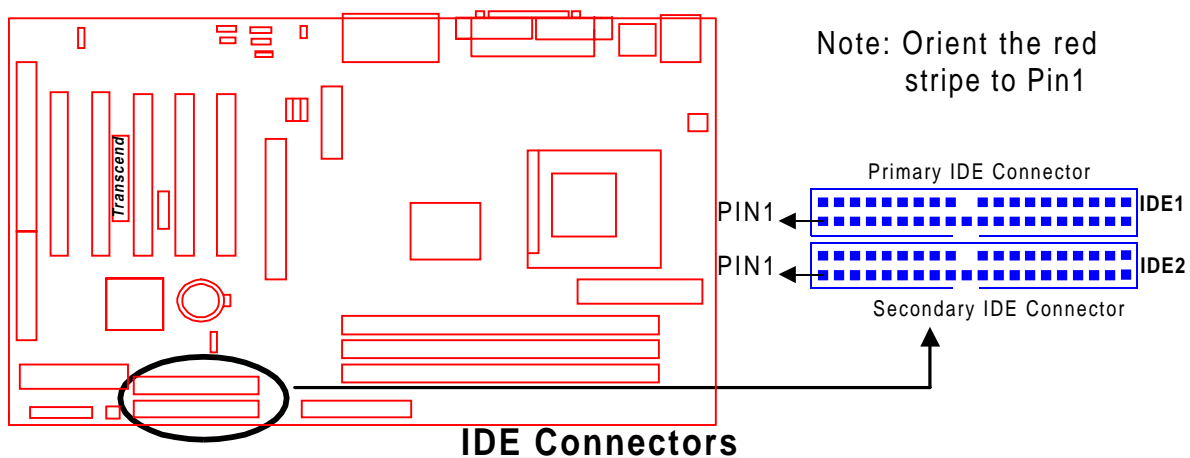 Note: Orient the red
stripe to Pin1
Transcend
Primary IDE Connector
PIN1
IDE1
PIN1
IDE2
Secondary IDE Connector
IDE Connectors